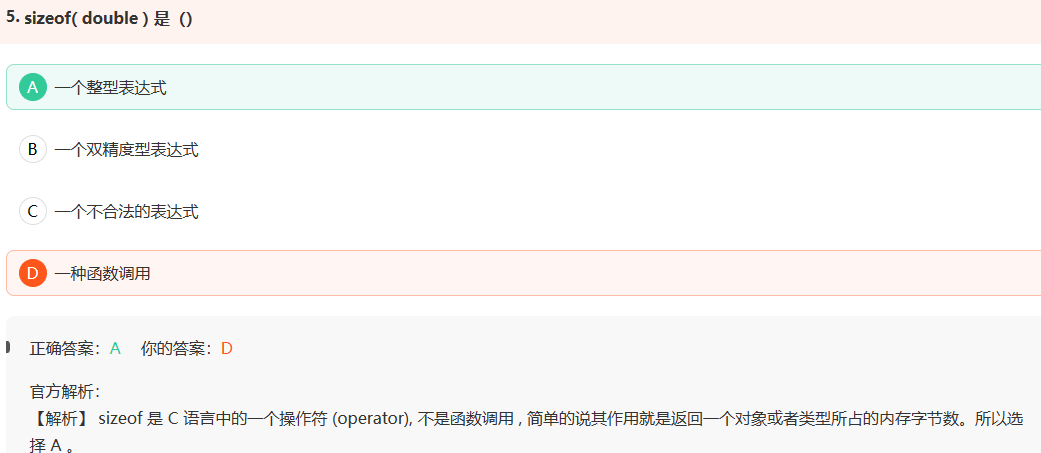 5. sizeof( double ) 是（）
A 一个整型表达式
B 一个双精度型表达式
C 一个不合法的表达式
D 一种函数调用
正确答案：A 你的答案：D
官方解析：
【解析】 sizeof 是 C 语言中的一个操作符 (operator), 不是函数调用 , 简单的说其作用就是返回一个对象或者类型所占的内存字节数。所以选
择 A 。